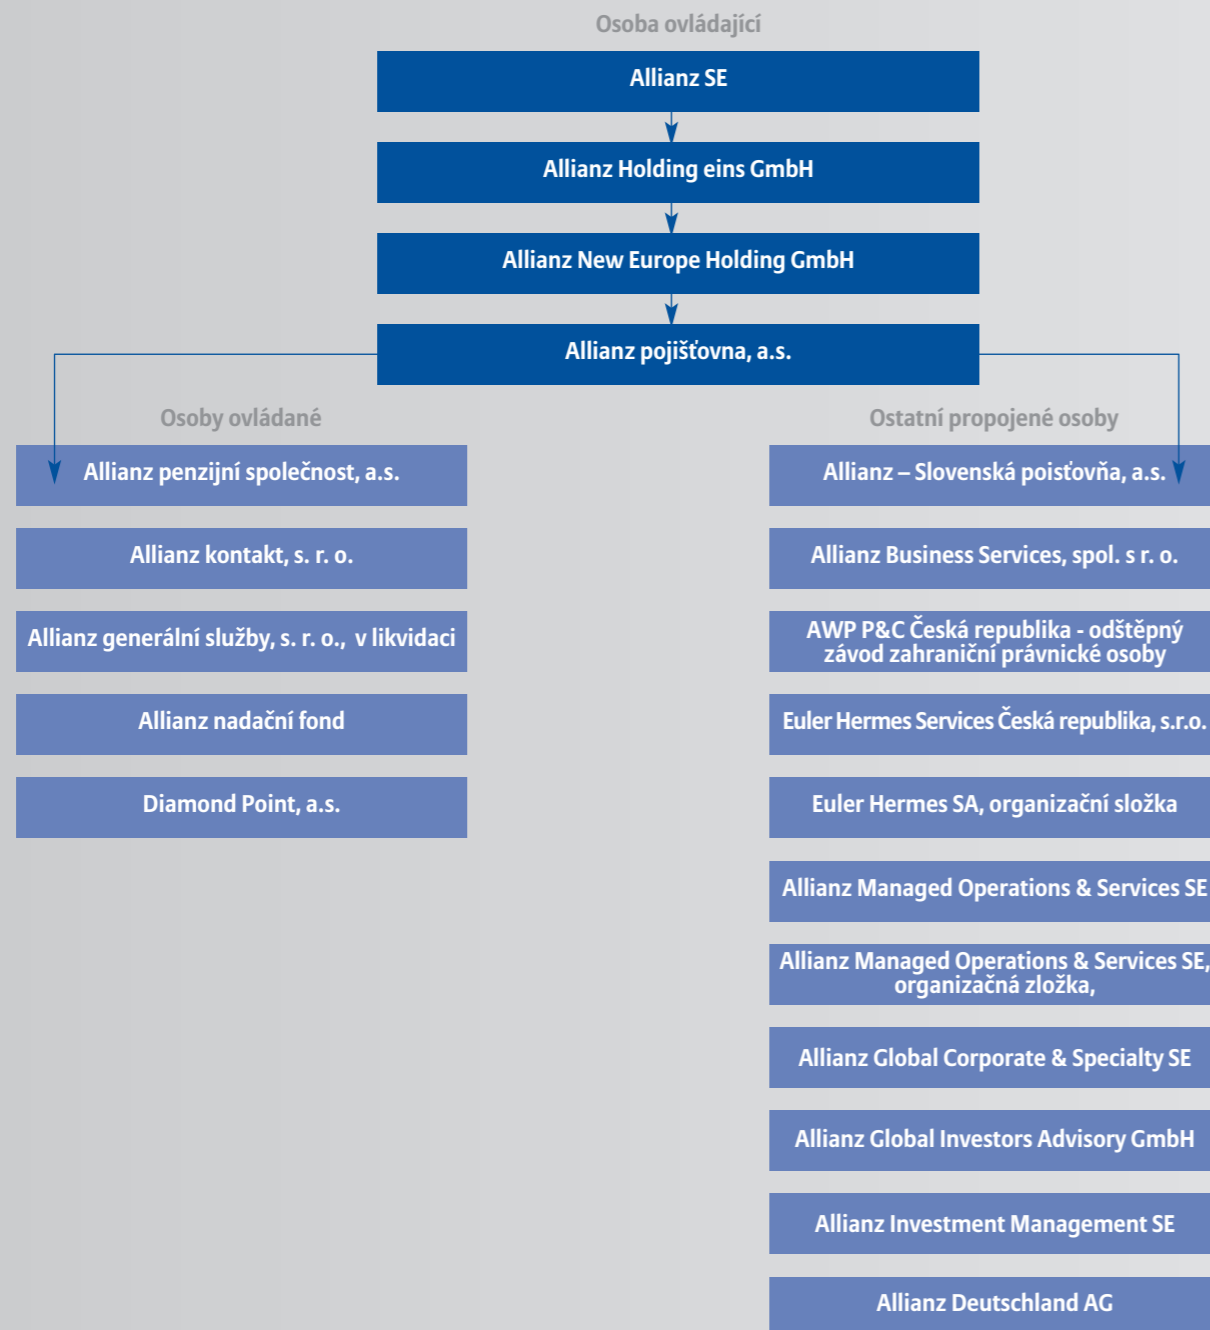 Osoba ovládající
Allianz SE
Allianz Holding eins GmbH
Allianz New Europe Holding GmbH
Allianz pojišťovna, a.s.
Osoby ovládané
Allianz penzijní společnost, a.s.
Allianz kontakt, s. r. o.
Allianz generální služby, s. r. o., v likvidaci
Allianz nadační fond
Diamond Point, a.s.
Ostatní propojené osoby
Allianz – Slovenská poisťovňa, a.s.
Allianz Business Services, spol. s r. o.
AWP P&C Česká republika - odštěpný
závod zahraniční právnické osoby
Euler Hermes Services Česká republika, s.r.o.
Euler Hermes SA, organizační složka
Allianz Managed Operations & Services SE
Allianz Managed Operations & Services SE,
organizačná zložka,
Allianz Global Corporate & Specialty SE
Allianz Global Investors Advisory GmbH
Allianz Investment Management SE
Allianz Deutschland AG